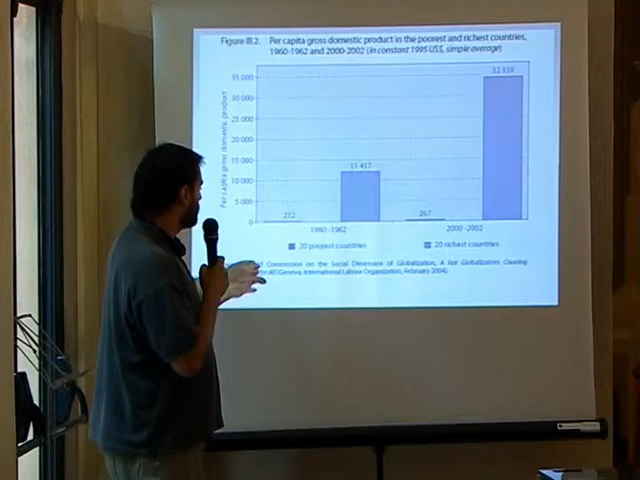 Figure III.2. Per capita gross domestic product in the poorest and richest countries,
1960-1962 and 2000-2002 (in constant 1995 US$, simple average)
Per capita gross domestic product
35 000
30 000
25 000
20 000
15 000
10 000
5 000
0
212
11 417
267
32 339
1960-1962
2000-2002
20 poorest countries
20 richest countries
Commission on the Social Dimension of Globalization, A Fair Globalization: Creating
for All (Geneva, International Labour Organization, February 2004).